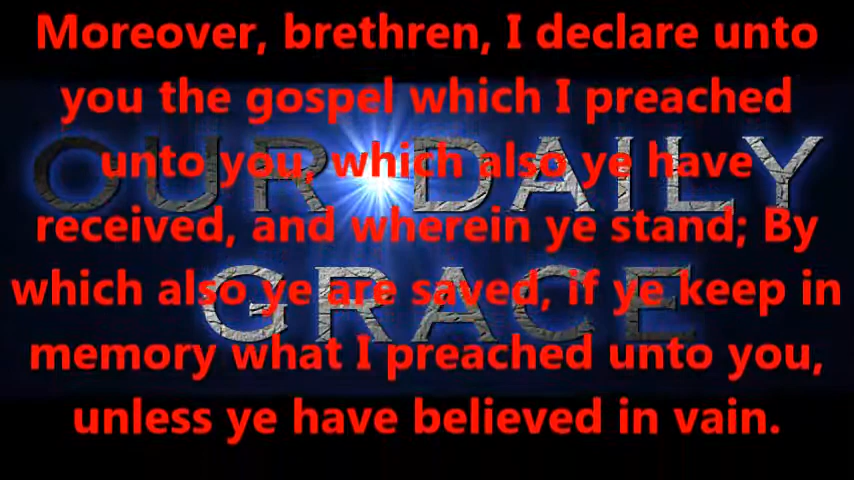 Moreover, brethren, I declare unto
you the gospel which I preached
unto you, which also ye have
received, and wherein ye stand; By
which also ye are saved, if ye keep in
memory what I preached unto you,
unless ye have believed in vain.
OUR DAILY
GRACE